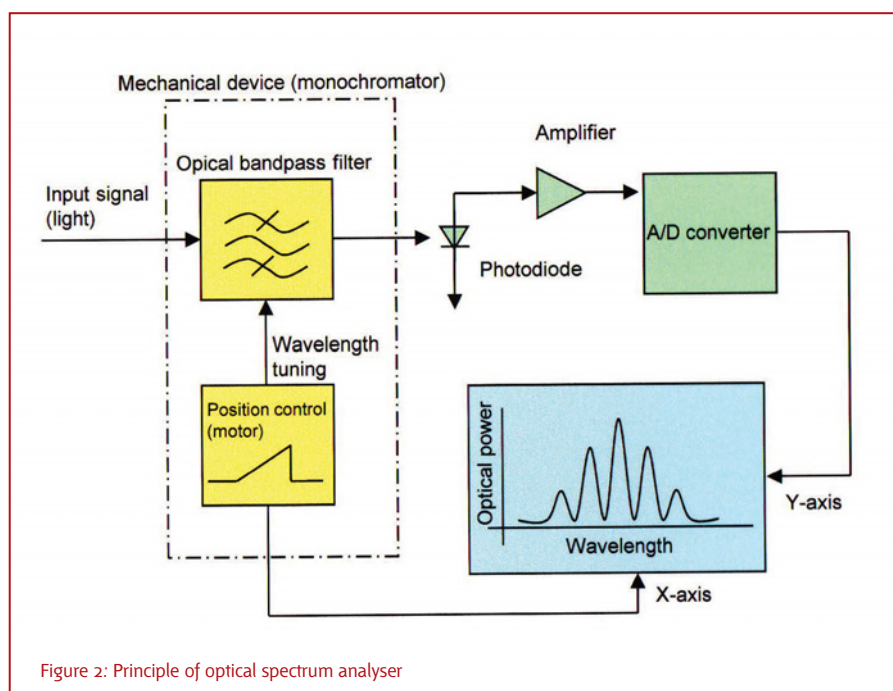 Mechanical device (monochromator)
Opical bandpass filter
Input signal
(light)
Amplifier
A/D converter
Photodiode
Wavelength
tuning
Position control
(motor)
Optical power
Wavelength
Y-axis
X-axis
Figure 2: Principle of optical spectrum analyser